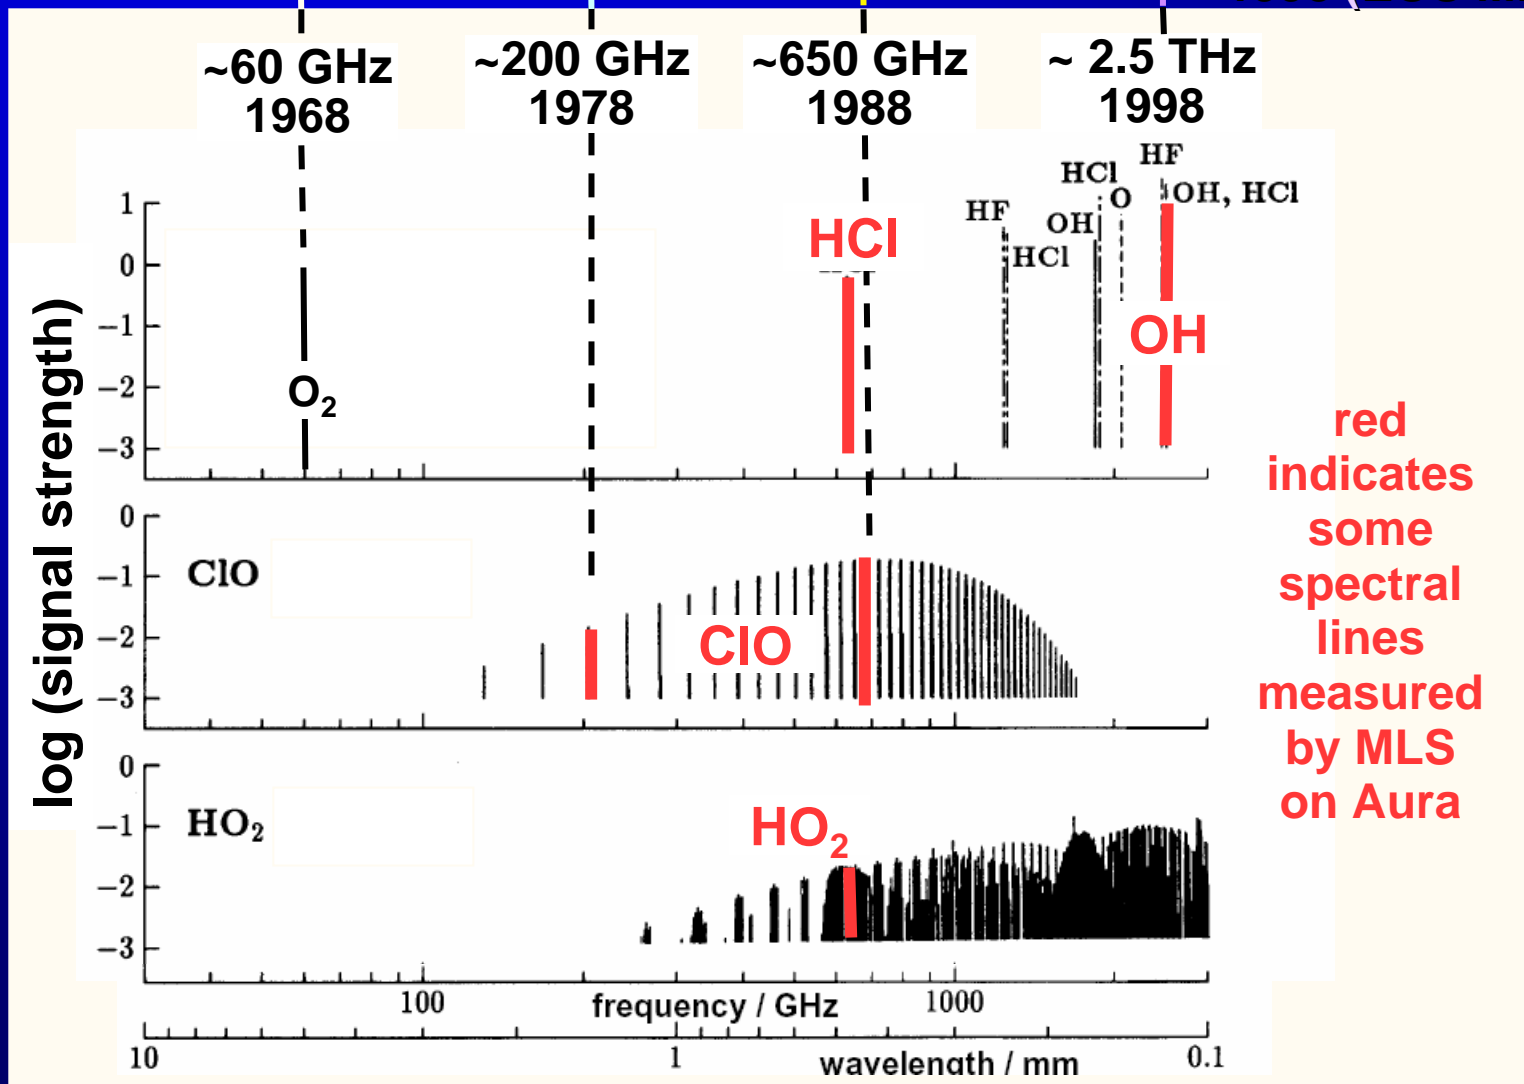 ~60 GHz
1968
~200 GHz
1978
~650 GHz
1988
~ 2.5 THz
1998
log (signal strength)
1
0
−1
−2
−3
O2
HCl
HF
HCl
OH
HCl
O
HF
OH, HCl
OH
0
−1
−2
−3
ClO
ClO
0
−1
−2
−3
HO2
HO2
100
frequency / GHz
1000
10
1
wavelength / mm
0.1
red
indicates
some
spectral
lines
measured
by MLS
on Aura